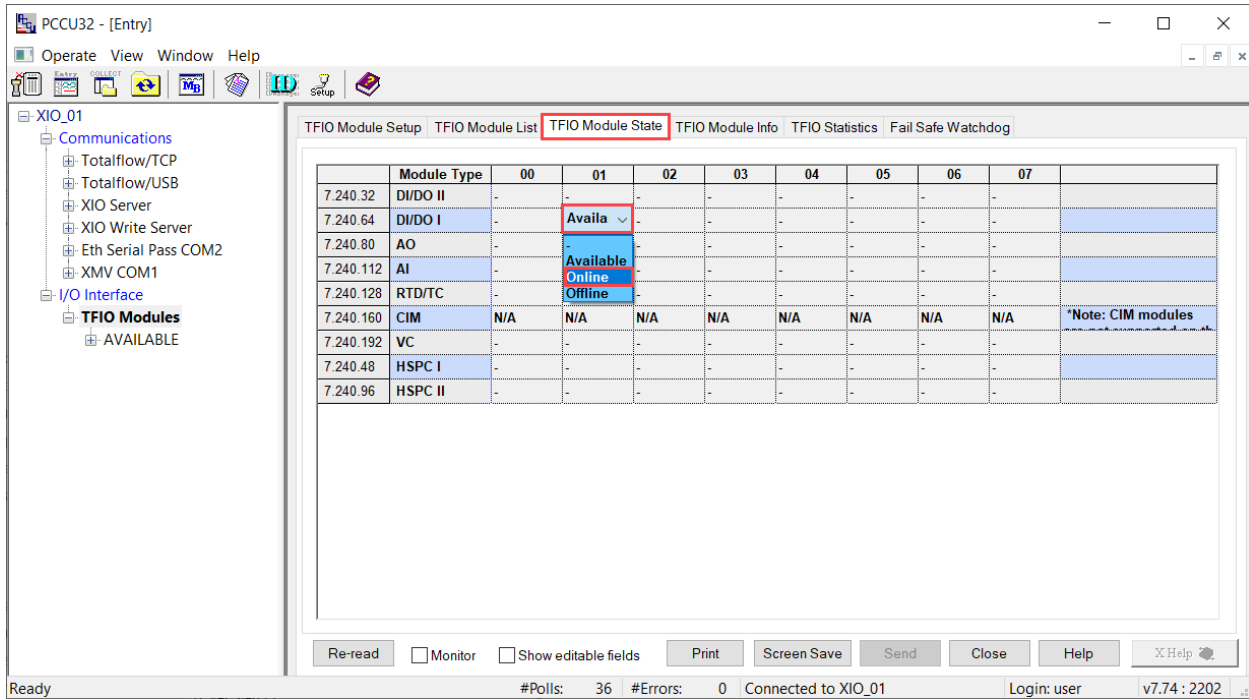 PCCU32 - [Entry]
Operate View Window Help
Entry COLLECT MB Setup
XIO_01
Communications
Totalflow/TCP
Totalflow/USB
XIO Server
XIO Write Server
Eth Serial Pass COM2
XMV COM1
I/O Interface
TFIO Modules
AVAILABLE
TFIO Module Setup TFIO Module List TFIO Module State TFIO Module Info TFIO Statistics Fail Safe Watchdog
Module Type 00 01 02 03 04 05 06 07
7.240.32 DI/DO II - - - - - - - -
7.240.64 DI/DO I - Availa - - - - - -
7.240.80 AO - - - - - - - -
Available
7.240.112 AI - - - - - - -
Online
7.240.128 RTD/TC - Offline - - - - - -
7.240.160 CIM N/A N/A N/A N/A N/A N/A N/A N/A *Note: CIM modules
7.240.192 VC - - - - - - - -
7.240.48 HSPC I - - - - - - - -
7.240.96 HSPC II - - - - - - - -
Re-read Monitor Show editable fields Print Screen Save Send Close Help X Help
Ready #Polls: 36 #Errors: 0 Connected to XIO_01 Login: user v7.74 : 2202